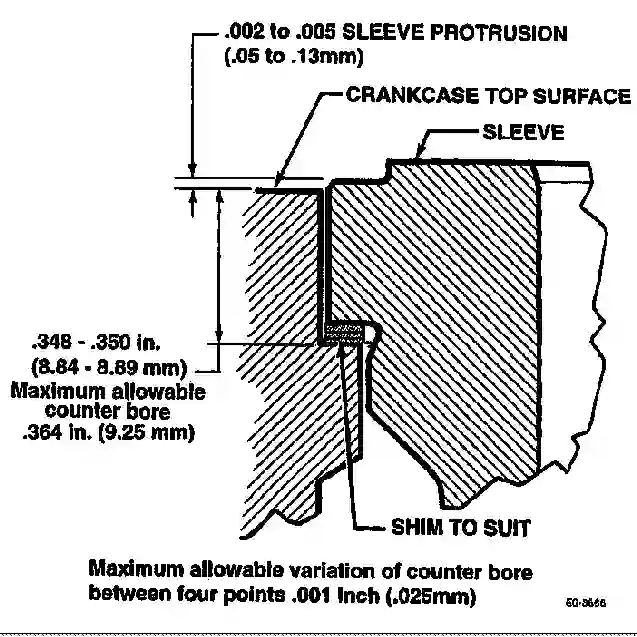 .002 to .005 SLEEVE PROTRUSION
(.05 to .13mm)
CRANKCASE TOP SURFACE
SLEEVE
.348 - .350 in.
(8.84 - 8.89 mm)
Maximum allowable
counter bore
.364 in. (9.25 mm)
SHIM TO SUIT
Maximum allowable variation of counter bore
between four points .001 Inch (.025mm)